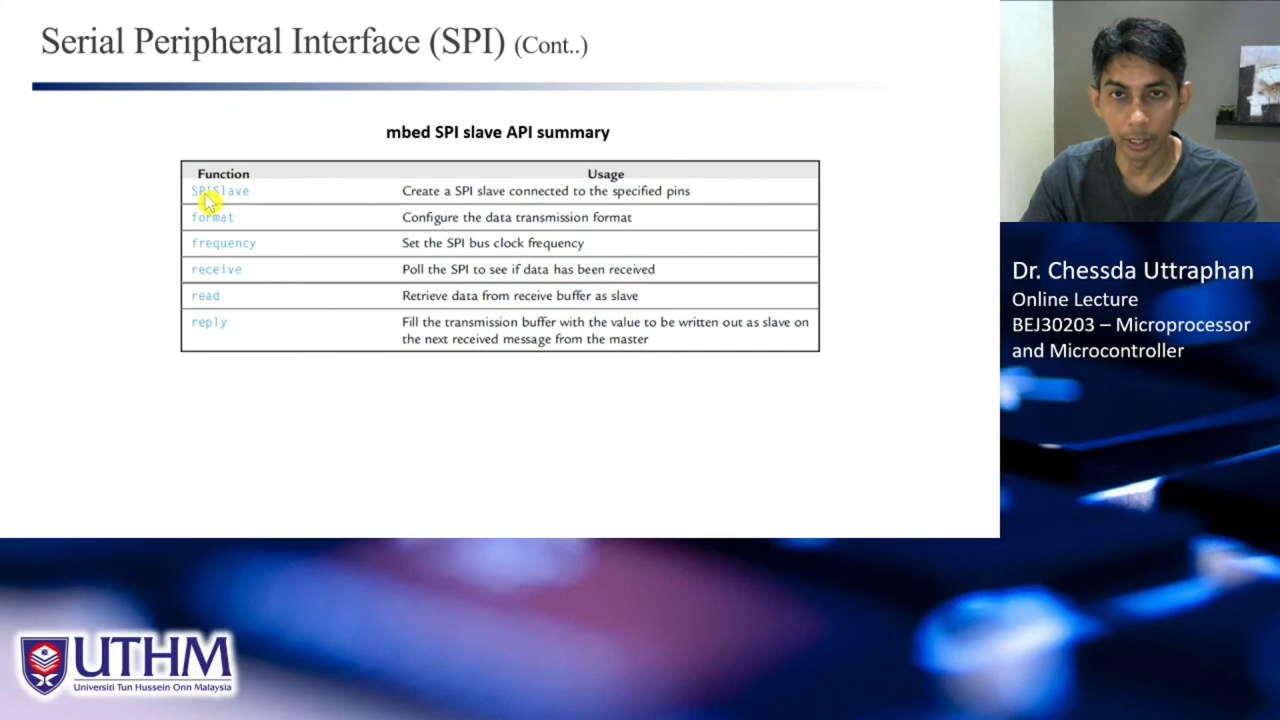 Serial Peripheral Interface (SPI) (Cont..)
mbed SPI slave API summary
Function Usage
SPISlave Create a SPI slave connected to the specified pins
format Configure the data transmission format
frequency Set the SPI bus clock frequency
receive Poll the SPI to see if data has been received
read Retrieve data from receive buffer as slave
reply Fill the transmission buffer with the value to be written out as slave on
the next received message from the master
Dr. Chessda Uttraphan
Online Lecture
BEJ30203 – Microprocessor
and Microcontroller
UTHM
Universiti Tun Hussein Onn Malaysia